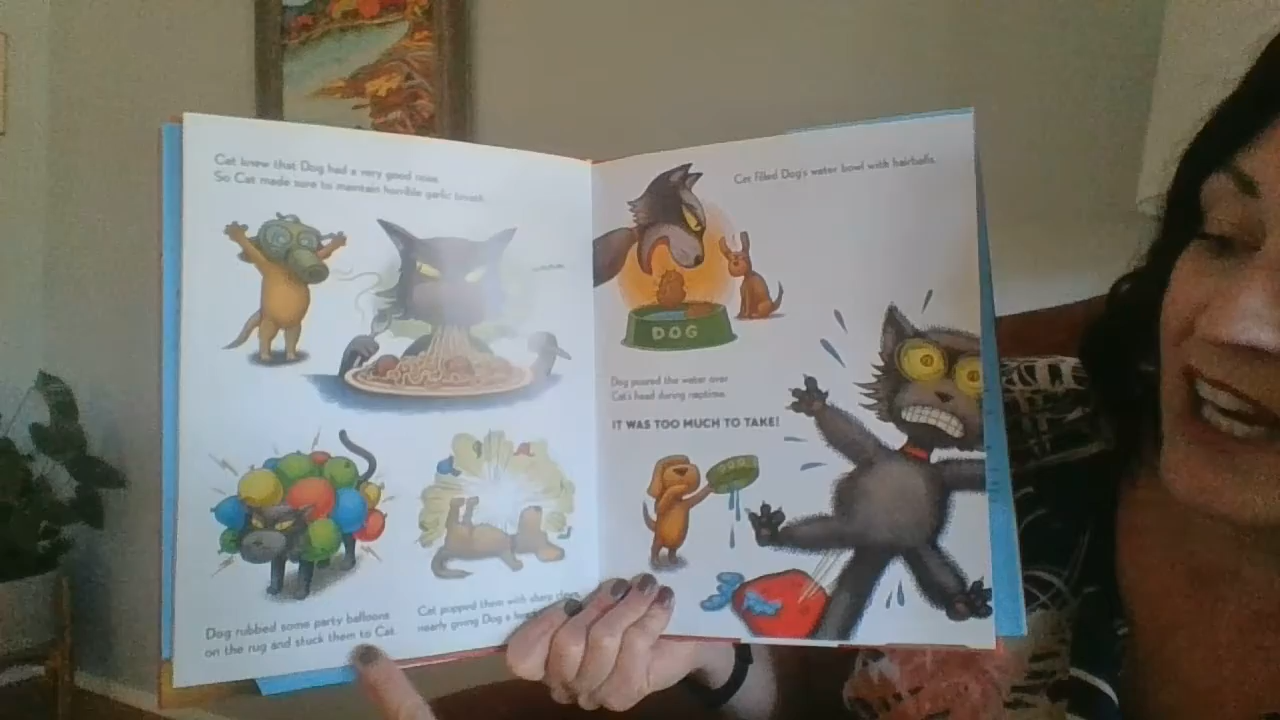 Cat knew that Dog had a very good nose.
So Cat made sure to maintain horrible garlic breath.
Dog rubbed some party balloons
on the rug and stuck them to Cat.
Cat popped them with sharp claws,
nearly giving Dog a
Cat filled Dog's water bowl with hairballs.
DOG
Dog poured the water over
Cat's head during naptime.
IT WAS TOO MUCH TO TAKE!